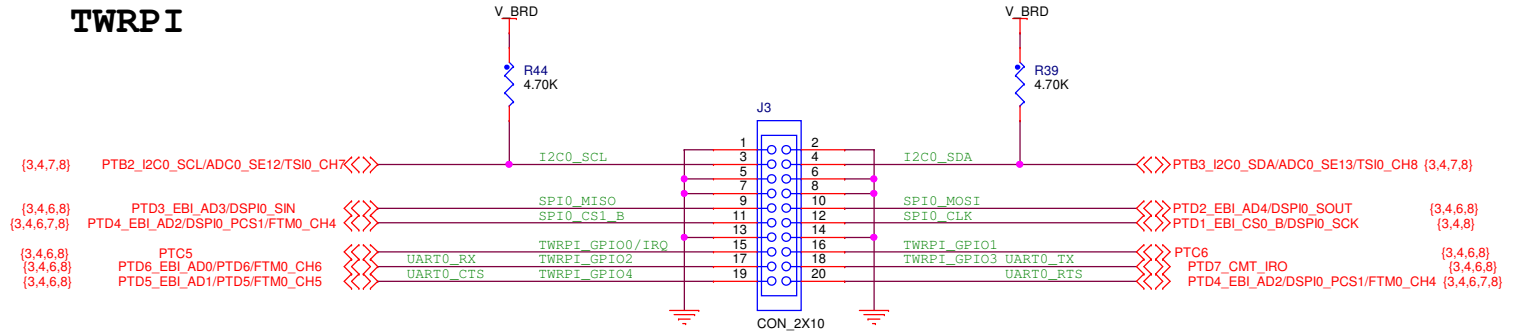 TWRPI
V_BRD
V_BRD
R44
4.70K
R39
4.70K
J3
1 2
{3,4,7,8} PTB2_I2C0_SCL/ADC0_SE12/TSI0_CH7 I2C0_SCL 3 4 I2C0_SDA PTB3_I2C0_SDA/ADC0_SE13/TSI0_CH8 {3,4,7,8}
5 6
7 8
{3,4,6,8} PTD3_EBI_AD3/DSPI0_SIN SPI0_MISO 9 10 SPI0_MOSI PTD2_EBI_AD4/DSPI0_SOUT {3,4,6,8}
{3,4,6,7,8} PTD4_EBI_AD2/DSPI0_PCS1/FTM0_CH4 SPI0_CS1_B 11 12 SPI0_CLK PTD1_EBI_CS0_B/DSPI0_SCK {3,4,8}
13 14
{3,4,6,8} PTC5 TWRPI_GPIO0/IRQ 15 16 TWRPI_GPIO1 PTC6 {3,4,6,8}
{3,4,6,8} PTD6_EBI_AD0/PTD6/FTM0_CH6 UART0_RX TWRPI_GPIO2 17 18 TWRPI_GPIO3 UART0_TX PTD7_CMT_IRO {3,4,6,8}
{3,4,6,8} PTD5_EBI_AD1/PTD5/FTM0_CH5 UART0_CTS TWRPI_GPIO4 19 20 UART0_RTS PTD4_EBI_AD2/DSPI0_PCS1/FTM0_CH4 {3,4,6,7,8}
CON_2X10